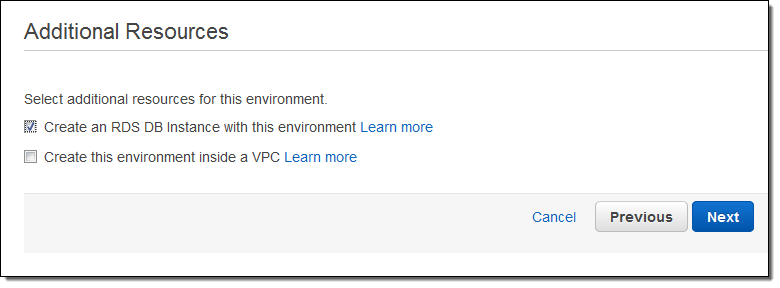 Additional Resources
Select additional resources for this environment.
Create an RDS DB Instance with this environment Learn more
Create this environment inside a VPC Learn more
Cancel Previous Next